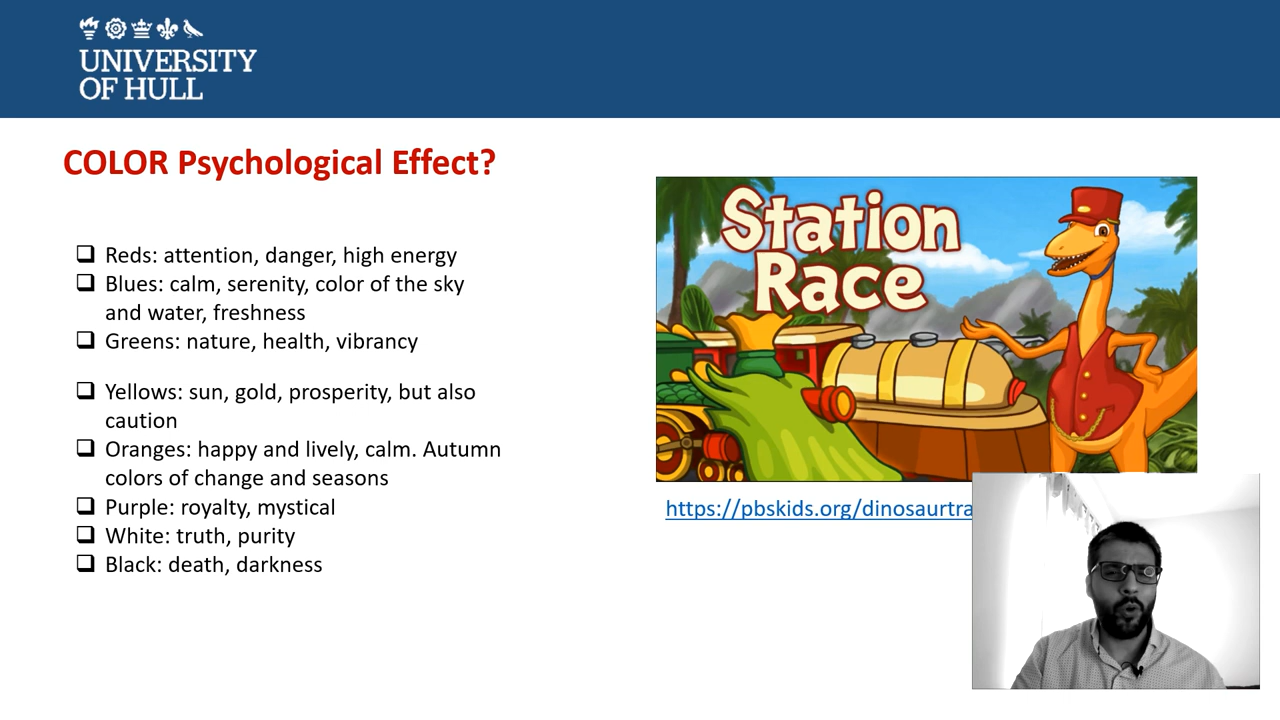 UNIVERSITY
OF HULL
COLOR Psychological Effect?
❑ Reds: attention, danger, high energy
❑ Blues: calm, serenity, color of the sky
and water, freshness
❑ Greens: nature, health, vibrancy
❑ Yellows: sun, gold, prosperity, but also
caution
❑ Oranges: happy and lively, calm. Autumn
colors of change and seasons
❑ Purple: royalty, mystical
❑ White: truth, purity
❑ Black: death, darkness
Station
Race
https://pbskids.org/dinosaurtra